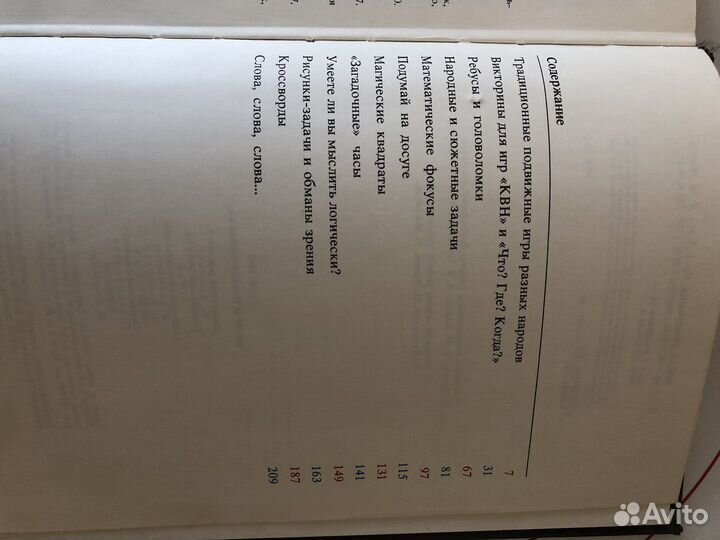 Содержание
Традиционные подвижные игры разных народов 7
Викторины для игр «КВН» и «Что? Где? Когда?» 31
Ребусы и головоломки 67
Народные и сюжетные задачи 81
Математические фокусы 97
Подумай на досуге 115
Магические квадраты 131
«Загадочные» часы 141
Умеете ли вы мыслить логически? 149
Рисунки-задачи и обманы зрения 163
Кроссворды 187
Слова, слова, слова... 209
Avito